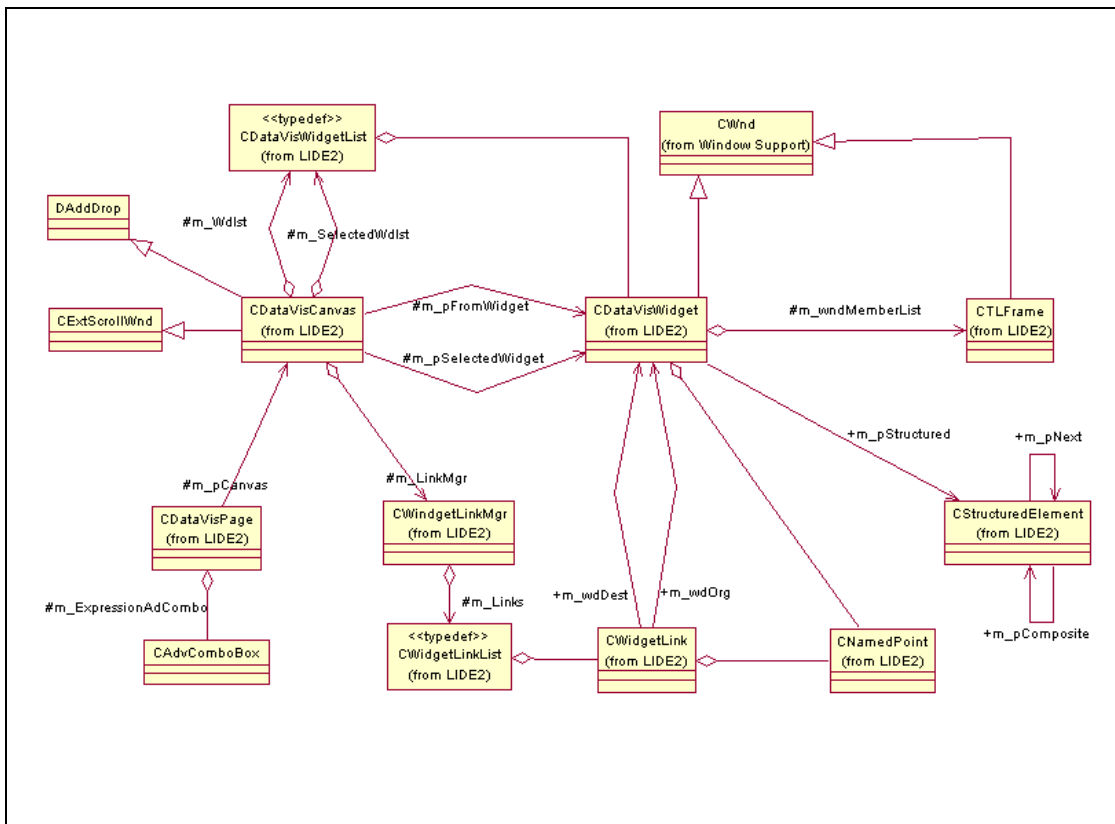 <<typedef>>
CDataVisWidgetList
(from LIDE2)
CWnd
(from Window Support)
DAddDrop
#m_Wdlst
#m_SelectedWdlst
CExtScrollWnd
CDataVisCanvas
(from LIDE2)
#m_pFromWidget
#m_pSelectedWidget
CDataVisWidget
(from LIDE2)
#m_wndMemberList
CTLFrame
(from LIDE2)
+m_pStructured
+m_pNext
#m_pCanvas
#m_LinkMgr
CDataVisPage
(from LIDE2)
CWindgetLinkMgr
(from LIDE2)
CStructuredElement
(from LIDE2)
#m_ExpressionAdCombo
#m_Links
+m_wdDest
+m_wdOrg
+m_pComposite
CAdvComboBox
<<typedef>>
CWidgetLinkList
(from LIDE2)
CWidgetLink
(from LIDE2)
CNamedPoint
(from LIDE2)